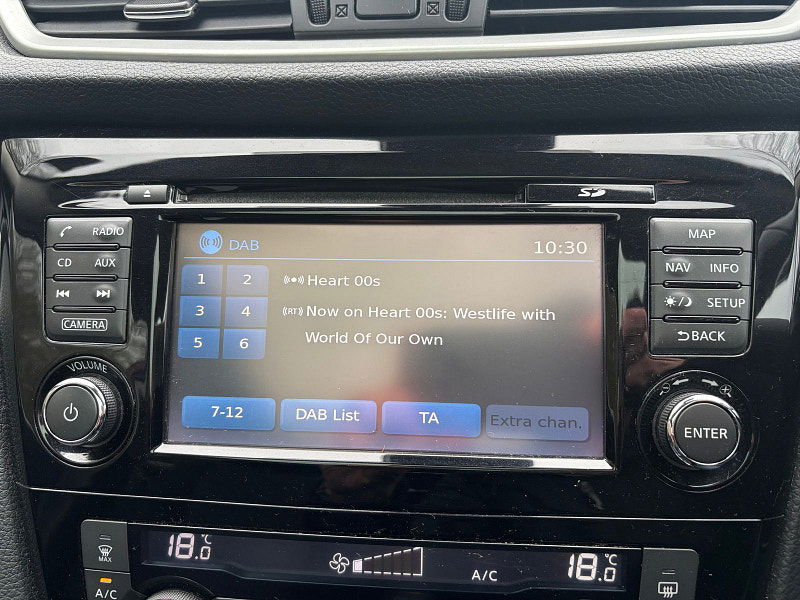 SD
RADIO
CD AUX
CAMERA
VOLUME
DAB 10:30
1 2
3 4
5 6
Heart 00s
(RT) Now on Heart 00s: Westlife with
World Of Our Own
7-12 DAB List TA Extra chan.
MAP
NAV INFO
SETUP
BACK
ENTER
MAX
A/C
18.0 °C
A/C
18.0 °C